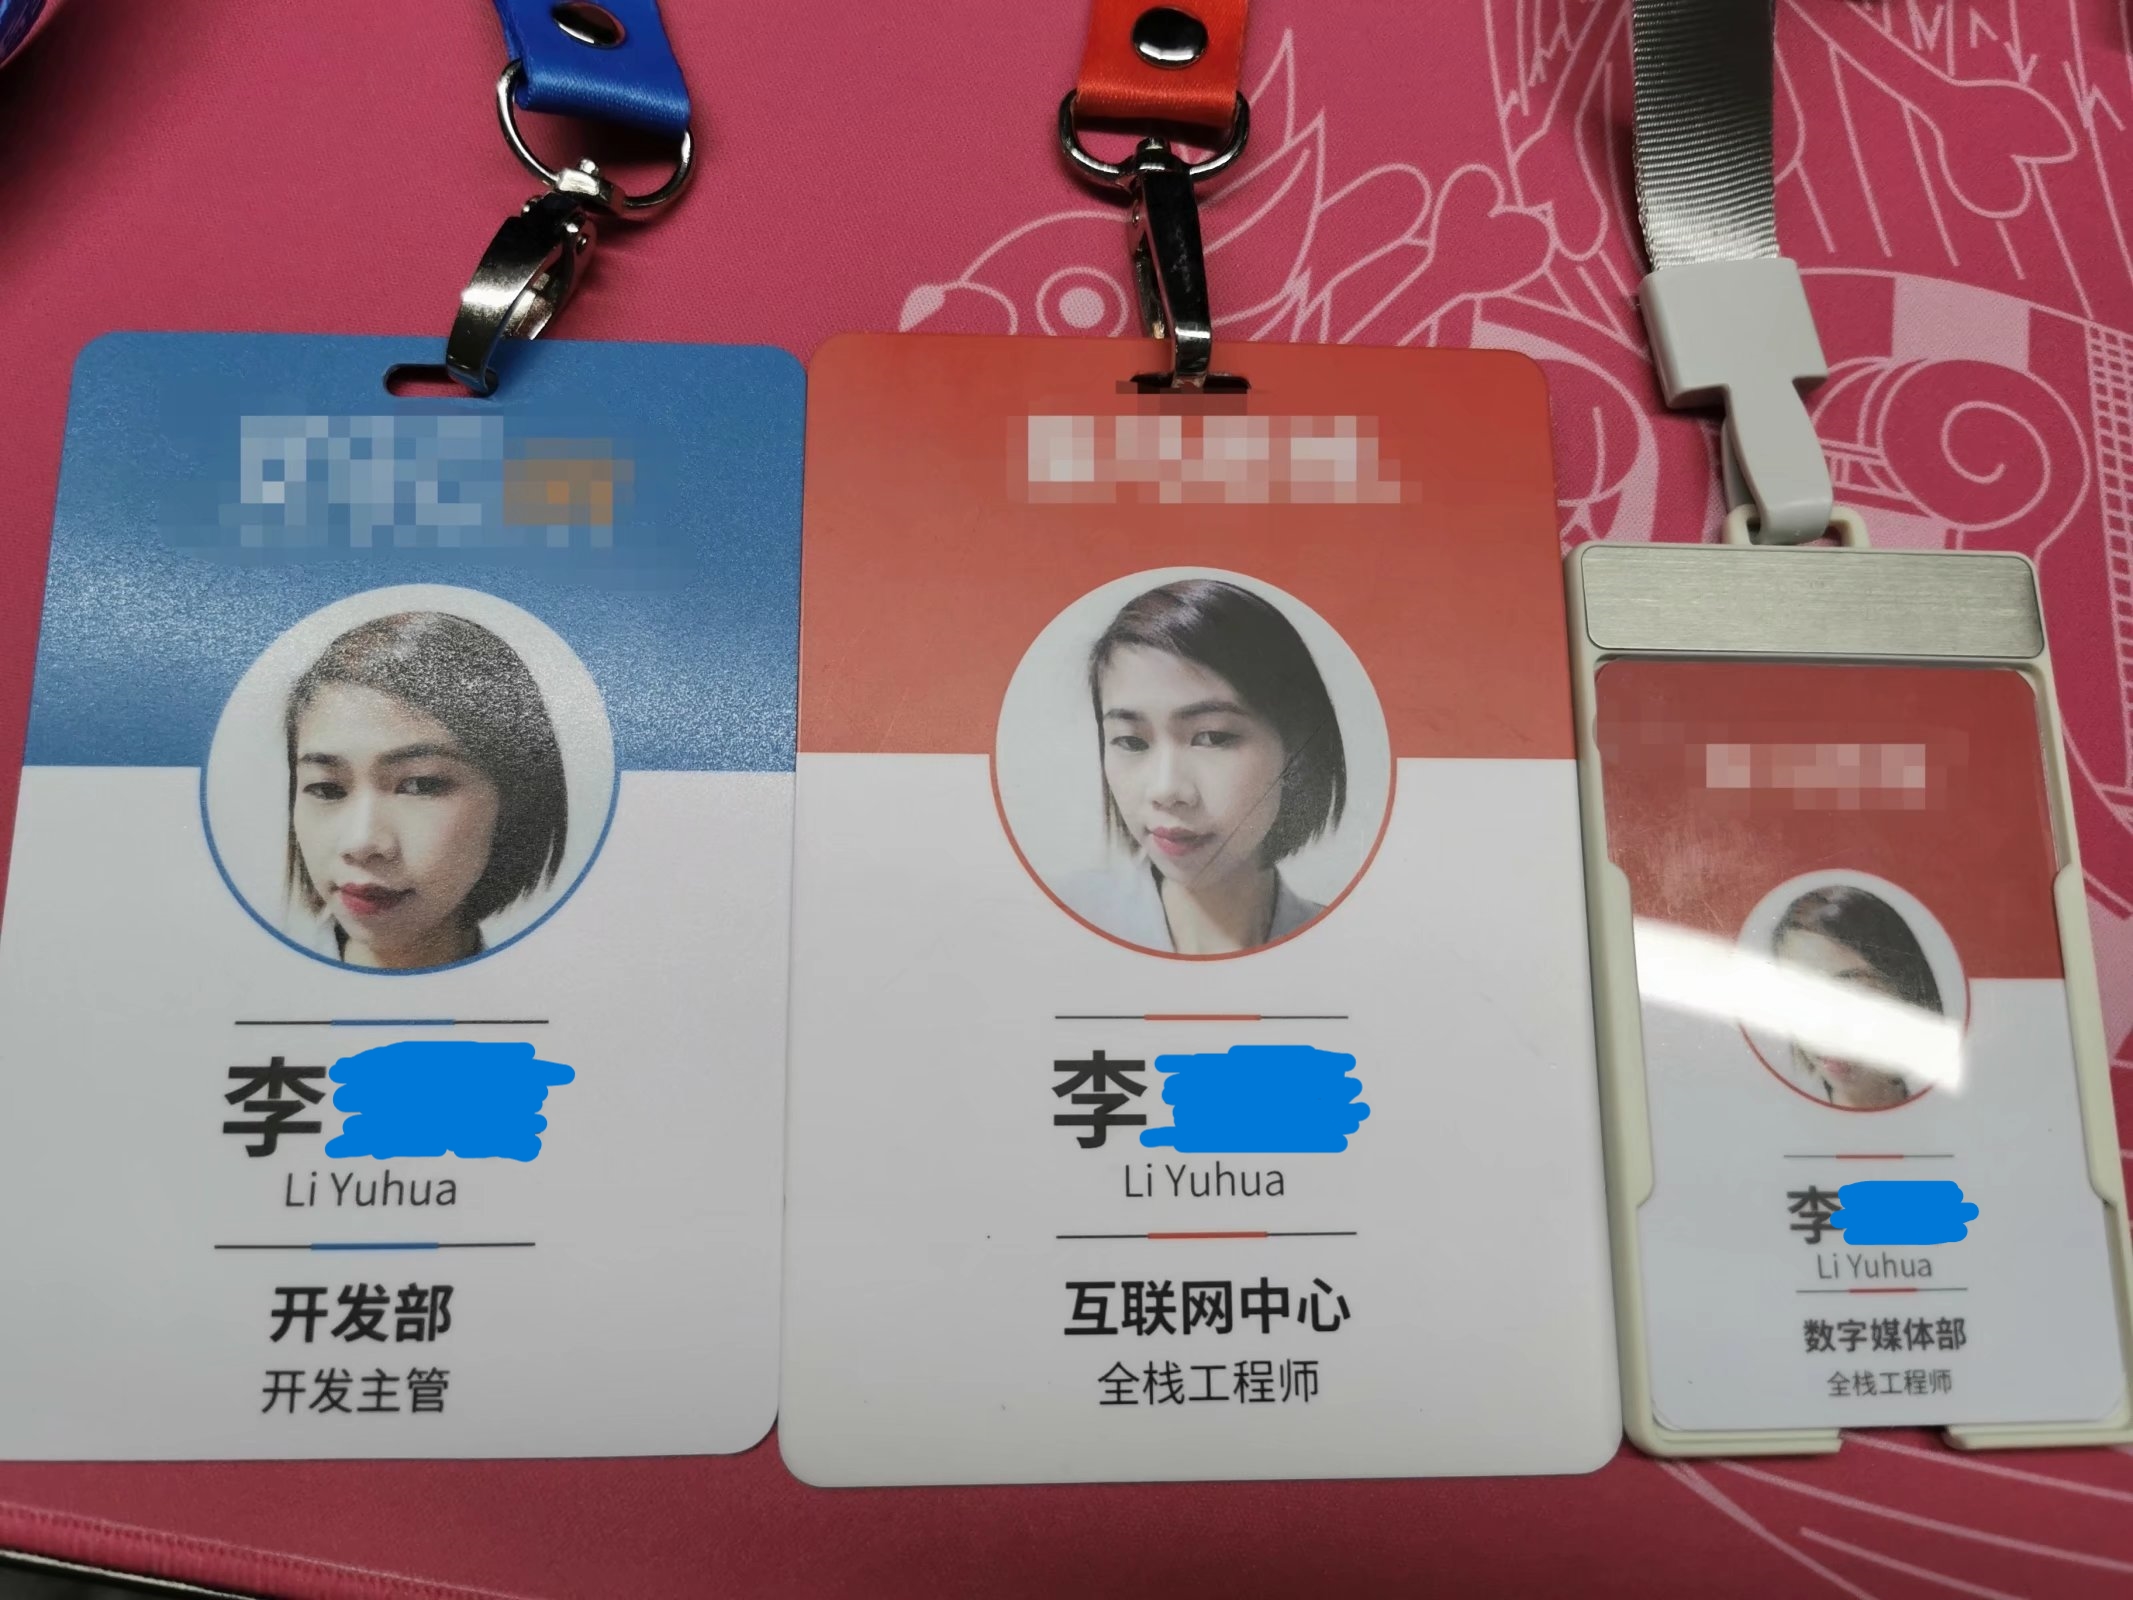 李
Li Yuhua
开发部
开发主管
李
Li Yuhua
互联网中心
全栈工程师
李
Li Yuhua
数字媒体部
全栈工程师